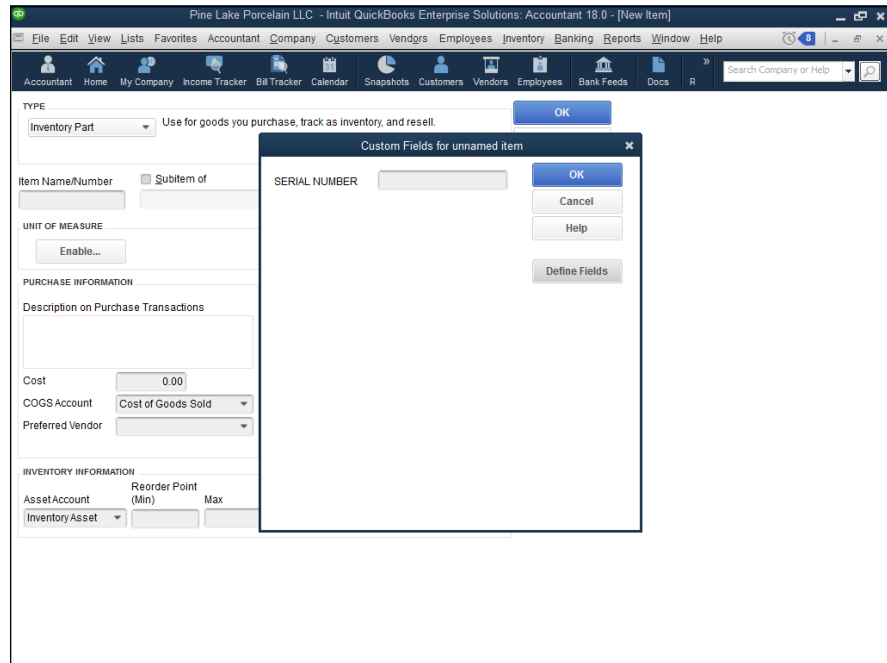 qb Pine Lake Porcelain LLC - Intuit QuickBooks Enterprise Solutions: Accountant 18.0 - [New Item]
File Edit View Lists Favorites Accountant Company Customers Vendors Employees Inventory Banking Reports Window Help 8
Accountant Home My Company Income Tracker Bill Tracker Calendar Snapshots Customers Vendors Employees Bank Feeds Docs R » Search Company or Help
TYPE
Inventory Part Use for goods you purchase, track as inventory, and resell. OK
Custom Fields for unnamed item
Item Name/Number Subitem of
SERIAL NUMBER OK
Cancel
Help
Define Fields
UNIT OF MEASURE
Enable...
PURCHASE INFORMATION
Description on Purchase Transactions
Cost 0.00
COGS Account Cost of Goods Sold
Preferred Vendor
INVENTORY INFORMATION
Asset Account Reorder Point (Min) Max
Inventory Asset